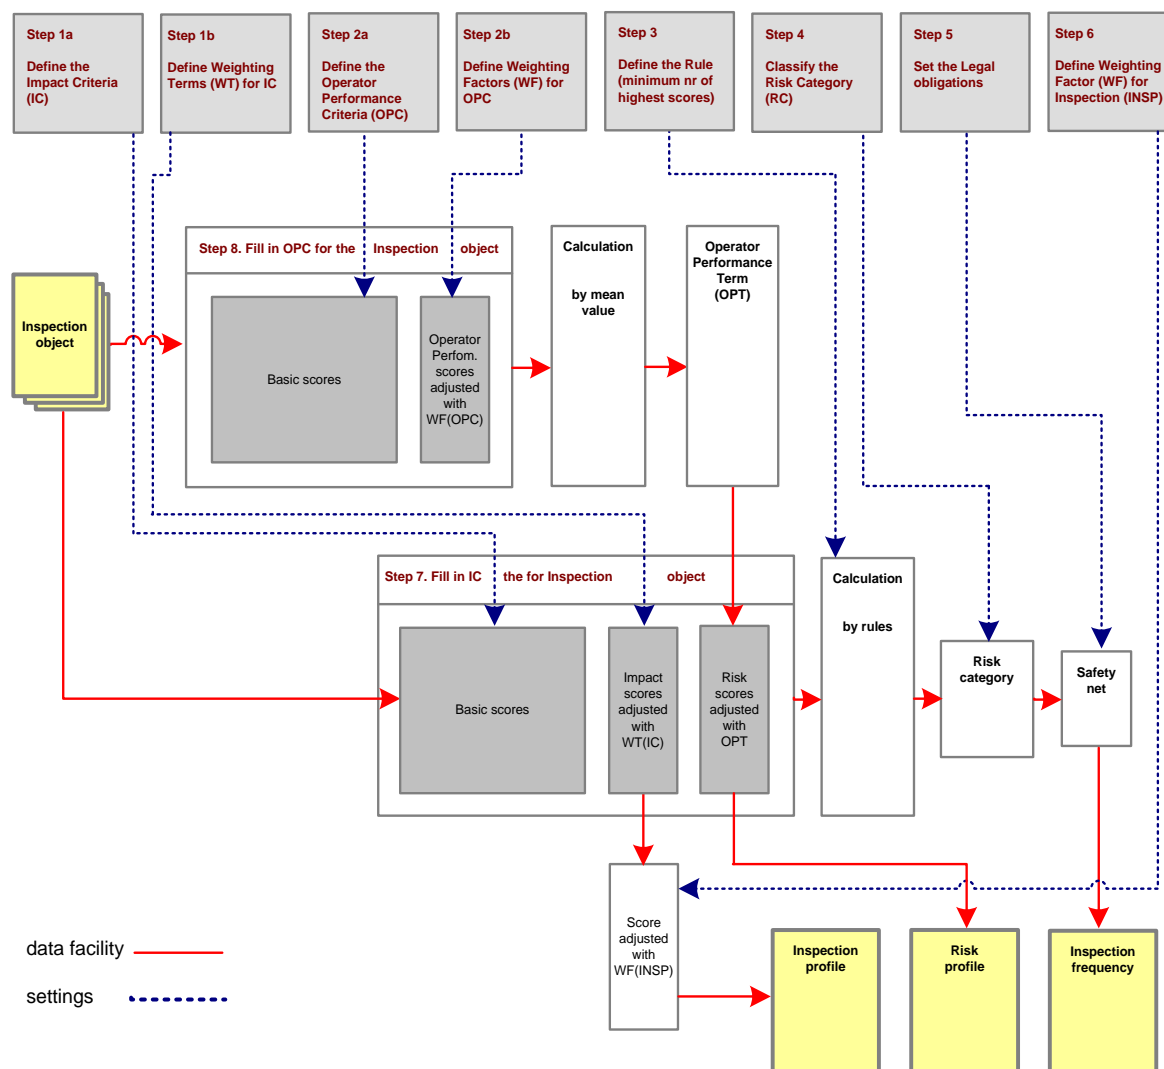 Step 1a
Define the
Impact Criteria
(IC)
Step 1b
Define Weighting
Terms (WT) for IC
Step 2a
Define the
Operator
Performance
Criteria (OPC)
Step 2b
Define Weighting
Factors (WF) for
OPC
Step 3
Define the Rule
(minimum nr of
highest scores)
Step 4
Classify the
Risk Category
(RC)
Step 5
Set the Legal
obligations
Step 6
Define Weighting
Factor (WF) for
Inspection (INSP)
Step 8. Fill in OPC for the Inspection object
Calculation
by mean
value
Operator
Performance
Term
(OPT)
Inspection
object
Basic scores
Operator
Perfom.
scores
adjusted
with
WF(OPC)
Step 7. Fill in IC the for Inspection object
Calculation
by rules
Basic scores
Impact
scores
adjusted
with
WT(IC)
Risk
scores
adjusted
with
OPT
Risk
category
Safety
net
Score
adjusted
with
WF(INSP)
Inspection
profile
Risk
profile
Inspection
frequency
data facility
settings